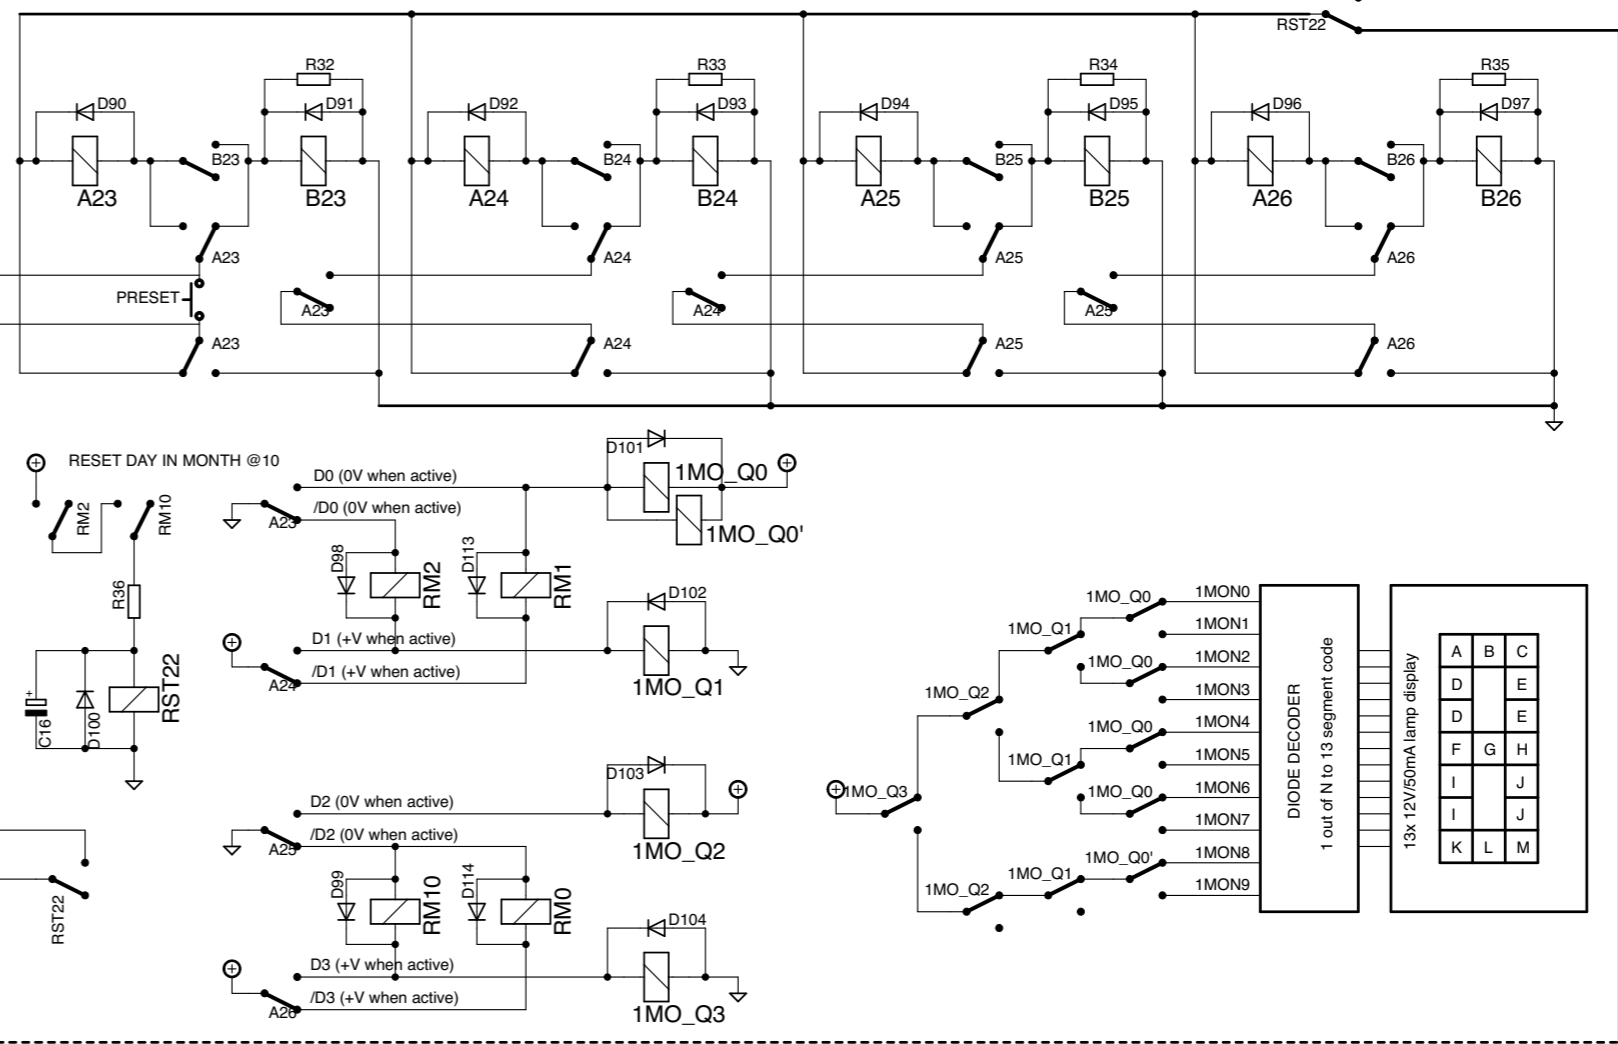 RST22
R32
R33
R34
R35
D90
D91
D92
D93
D94
D95
D96
D97
B23
B24
B25
B26
A23
B23
A24
B24
A25
B25
A26
B26
A23
A24
A25
A26
PRESET
A23
A24
A25
A23
A24
A25
A26
RESET DAY IN MONTH @10
RM2
RM10
R36
C16
+
D100
RST22
RST22
D0 (0V when active)
/D0 (0V when active)
A23
D98
RM2
D113
RM1
D1 (+V when active)
/D1 (+V when active)
A24
D101
1MO_Q0
1MO_Q0'
D102
1MO_Q1
D2 (0V when active)
/D2 (0V when active)
A25
D99
RM10
D114
RM0
D3 (+V when active)
/D3 (+V when active)
A26
D103
1MO_Q2
D104
1MO_Q3
1MO_Q3
1MO_Q2
1MO_Q2
1MO_Q1
1MO_Q1
1MO_Q1
1MO_Q0
1MO_Q0
1MO_Q0
1MO_Q0
1MO_Q0'
1MON0
1MON1
1MON2
1MON3
1MON4
1MON5
1MON6
1MON7
1MON8
1MON9
DIODE DECODER
1 out of N to 13 segment code
13x 12V/50mA lamp display
A B C
D E
D E
F G H
I J
I J
K L M